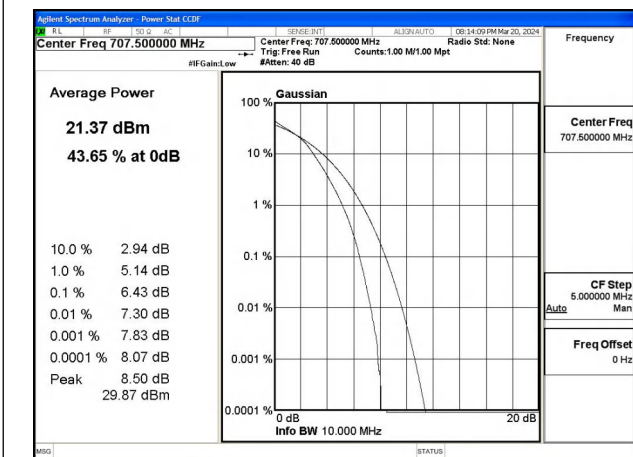 Agilent Spectrum Analyzer - Power Stat CCDF
RL RF 50 Ω AC SENSE:INT ALIGN AUTO 08:14:09 PM Mar 20, 2024
Center Freq 707.500000 MHz
Center Freq: 707.500000 MHz Radio Std: None
Trig: Free Run Counts:1.00 M/1.00 Mpt
#IFGain:Low #Atten: 40 dB
Frequency
Average Power
21.37 dBm
43.65 % at 0dB
10.0 % 2.94 dB
1.0 % 5.14 dB
0.1 % 6.43 dB
0.01 % 7.30 dB
0.001 % 7.83 dB
0.0001 % 8.07 dB
Peak 8.50 dB
29.87 dBm
Gaussian
100 %
10 %
1 %
0.1 %
0.01 %
0.001 %
0.0001 %
0 dB 20 dB
Info BW 10.000 MHz
Center Freq
707.500000 MHz
CF Step
5.000000 MHz
Auto Man
Freq Offset
0 Hz
MSG STATUS